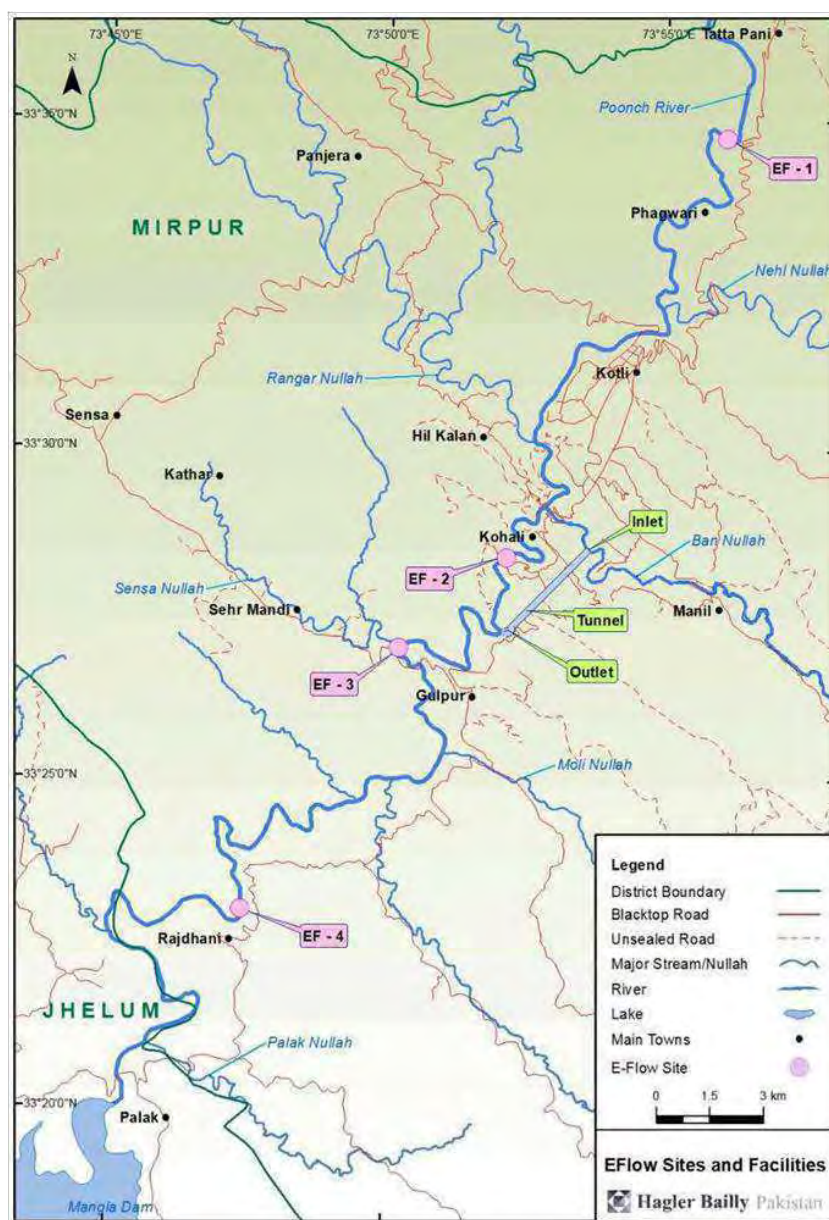 73°45'0"E
73°50'0"E
73°55'0"E
Tatta Pani
N
Poonch River
33°35'0"N
Panjera
EF - 1
Phagwari
MIRPUR
Nehl Nullah
Rangar Nullah
Kotli
Sensa
Hil Kalan
33°30'0"N
Kathar
Inlet
Kohali
Ban Nullah
EF - 2
Sensa Nullah
Sehr Mandi
Manil
Tunnel
EF - 3
Outlet
Gulpur
33°25'0"N
Moli Nullah
EF - 4
Rajdhani
JHELUM
Palak Nullah
33°20'0"N
Palak
Mangla Dam
Legend
District Boundary
Blacktop Road
Unsealed Road
Major Stream/Nullah
River
Lake
Main Towns
E-Flow Site
0 1.5 3 km
EFlow Sites and Facilities
Hagler Bailly Pakistan